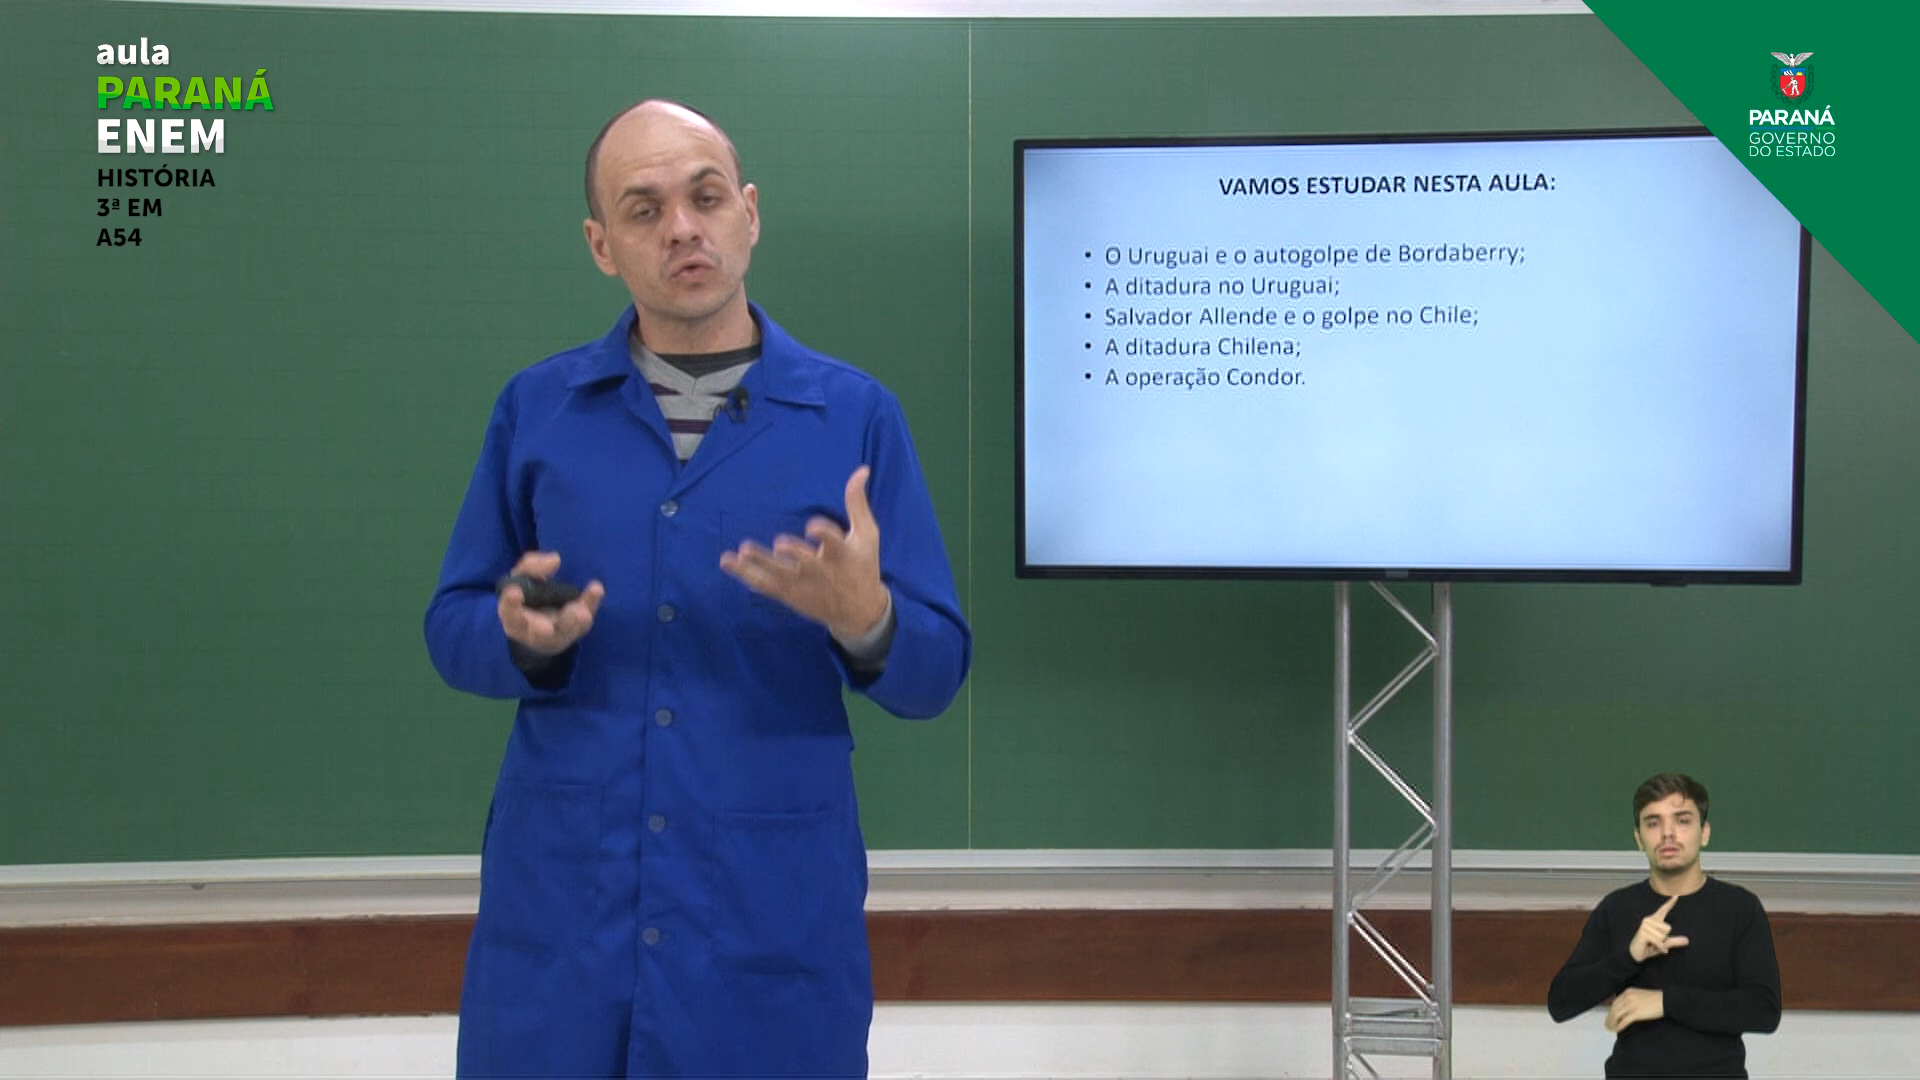 aula
PARANÁ
ENEM
HISTÓRIA
3ª EM
A54
PARANÁ
GOVERNO
DO ESTADO
VAMOS ESTUDAR NESTA AULA:
• O Uruguai e o autogolpe de Bordaberry;
• A ditadura no Uruguai;
• Salvador Allende e o golpe no Chile;
• A ditadura Chilena;
• A operação Condor.